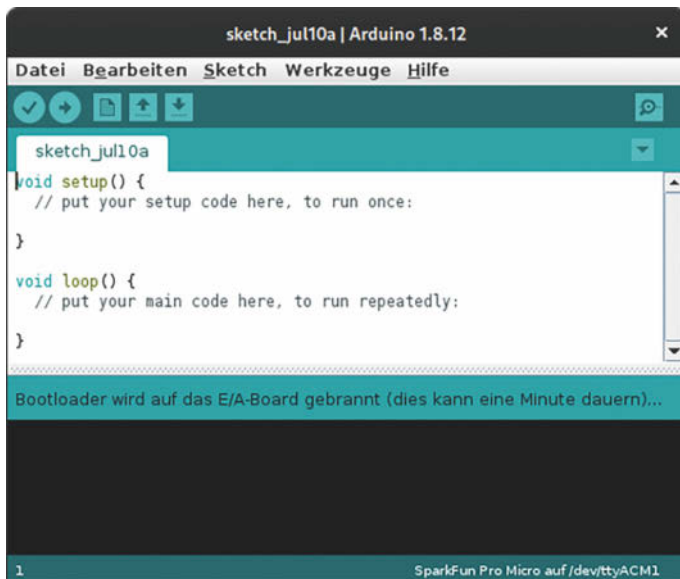 sketch_jul10a | Arduino 1.8.12
Datei Bearbeiten Sketch Werkzeuge Hilfe
sketch_jul10a
void setup() {
  // put your setup code here, to run once:
}
void loop() {
  // put your main code here, to run repeatedly:
}
Bootloader wird auf das E/A-Board gebrannt (dies kann eine Minute dauern)...
1 SparkFun Pro Micro auf /dev/ttyACM1